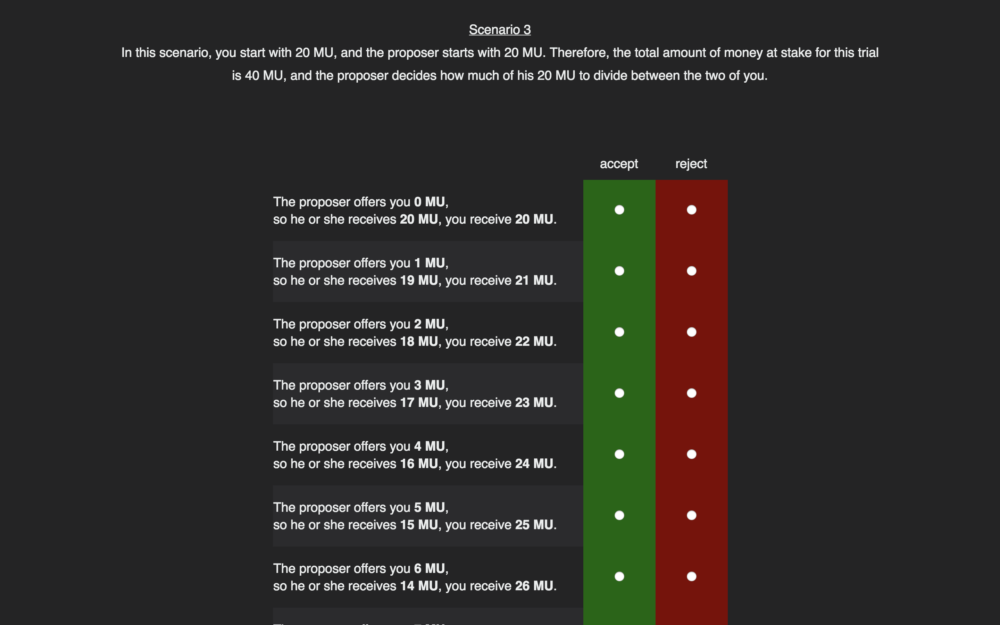 Scenario 3
In this scenario, you start with 20 MU, and the proposer starts with 20 MU. Therefore, the total amount of money at stake for this trial
is 40 MU, and the proposer decides how much of his 20 MU to divide between the two of you.
accept reject
The proposer offers you 0 MU,
so he or she receives 20 MU, you receive 20 MU.
The proposer offers you 1 MU,
so he or she receives 19 MU, you receive 21 MU.
The proposer offers you 2 MU,
so he or she receives 18 MU, you receive 22 MU.
The proposer offers you 3 MU,
so he or she receives 17 MU, you receive 23 MU.
The proposer offers you 4 MU,
so he or she receives 16 MU, you receive 24 MU.
The proposer offers you 5 MU,
so he or she receives 15 MU, you receive 25 MU.
The proposer offers you 6 MU,
so he or she receives 14 MU, you receive 26 MU.